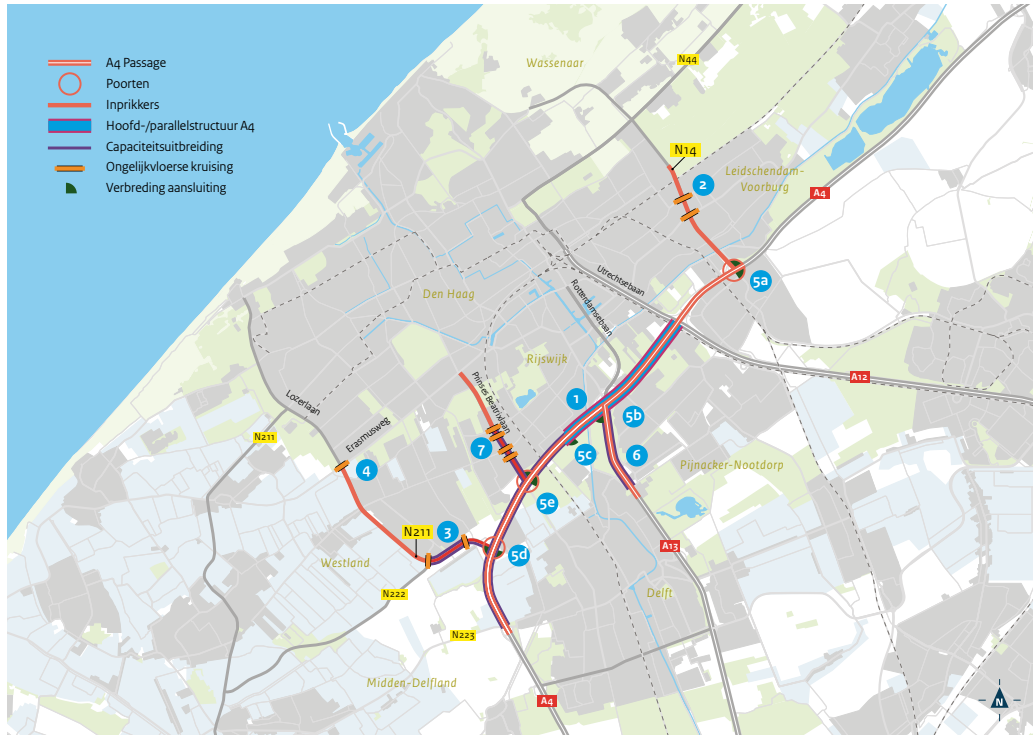 A4 Passage
Poorten
Inprikkers
Hoofd-/parallelstructuur A4
Capaciteitsuitbreiding
Ongelijkvloerse kruising
Verbreding aansluiting
Wassenaar
N44
N14
2
Leidschendam-
Voorburg
A4
5a
Utrechtsebaan
Den Haag
Rotterdamsebaan
Rijswijk
A12
Prinses Beatrixlaan
1
5b
Lozerlaan
Erasmusweg
N211
7
5c
6
4
Pijnacker-Nootdorp
5e
N211
3
5d
A13
Westland
N222
Delft
N223
Midden-Delfland
A4
N